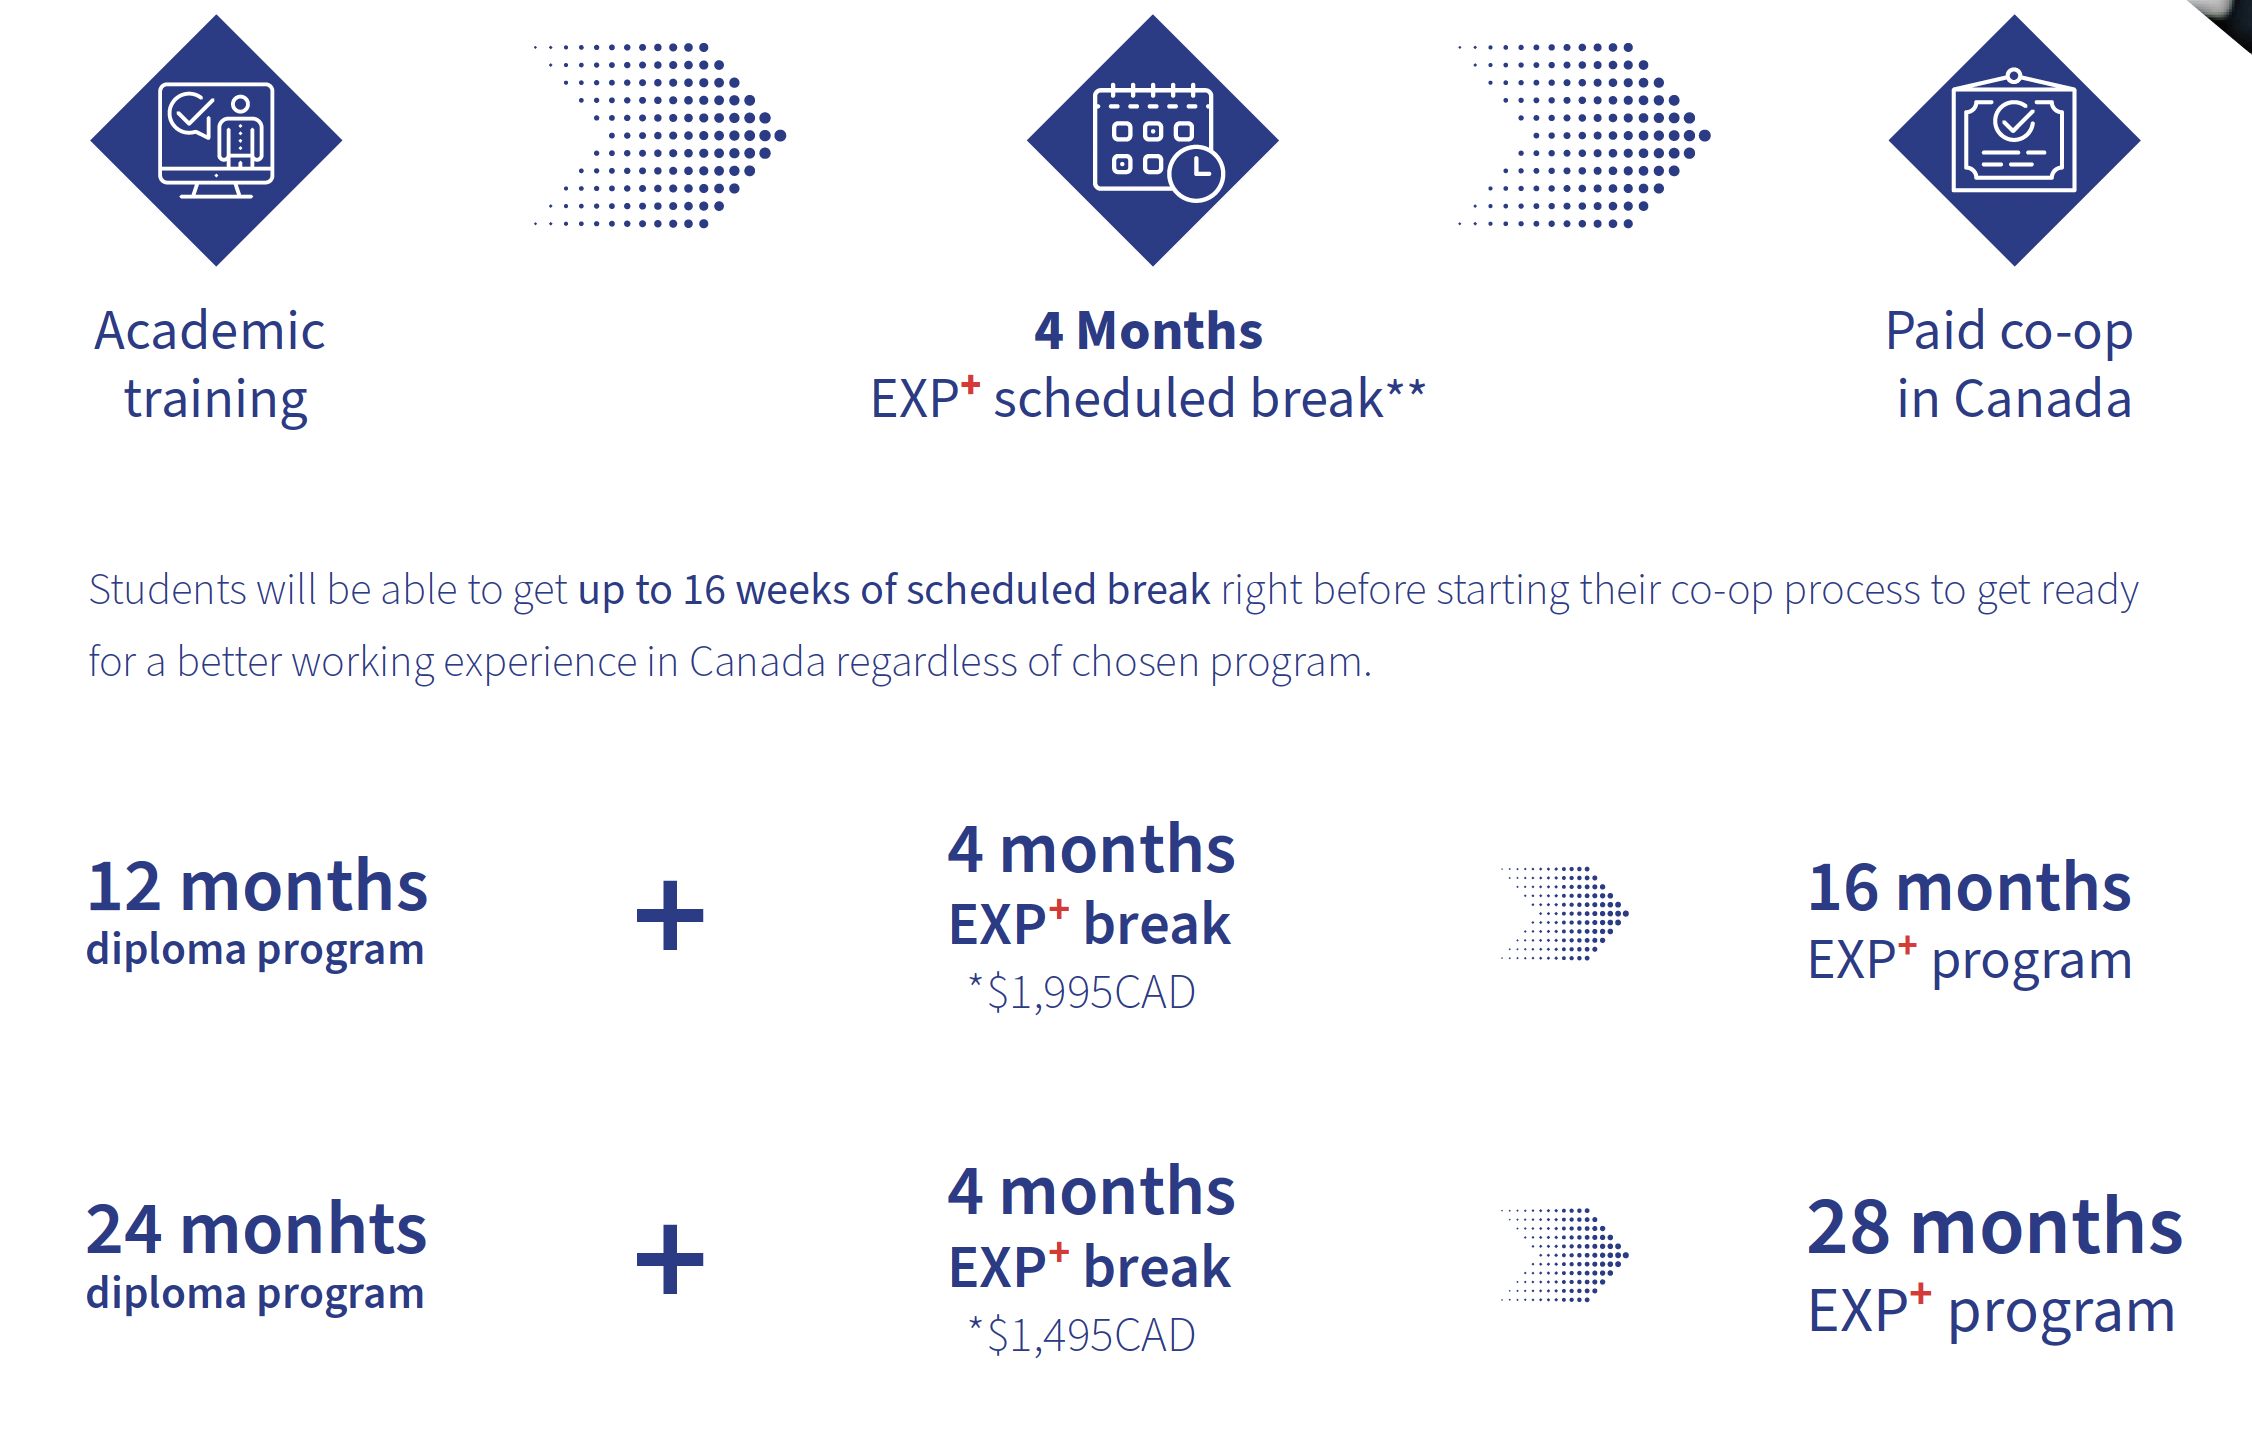 Academic
training
4 Months
EXP+ scheduled break**
Paid co-op
in Canada
Students will be able to get up to 16 weeks of scheduled break right before starting their co-op process to get ready
for a better working experience in Canada regardless of chosen program.
12 months
diploma program
+
4 months
EXP+ break
*$1,995CAD
16 months
EXP+ program
24 monhts
diploma program
+
4 months
EXP+ break
*$1,495CAD
28 months
EXP+ program